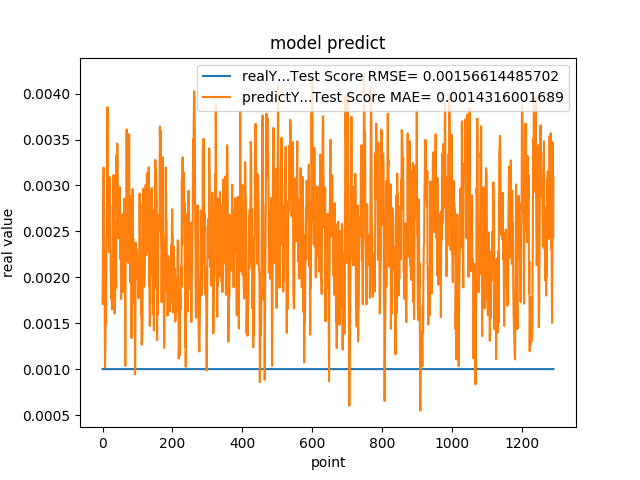 model predict
realY...Test Score RMSE= 0.00156614485702
predictY...Test Score MAE= 0.0014316001689
0.0040
0.0035
0.0030
0.0025
0.0020
0.0015
0.0010
0.0005
real value
0 200 400 600 800 1000 1200
point